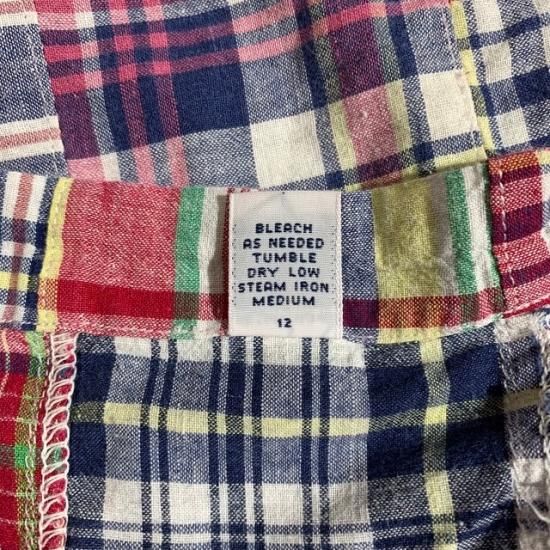 BLEACH
AS NEEDED
TUMBLE
DRY LOW
STEAM IRON
MEDIUM
12